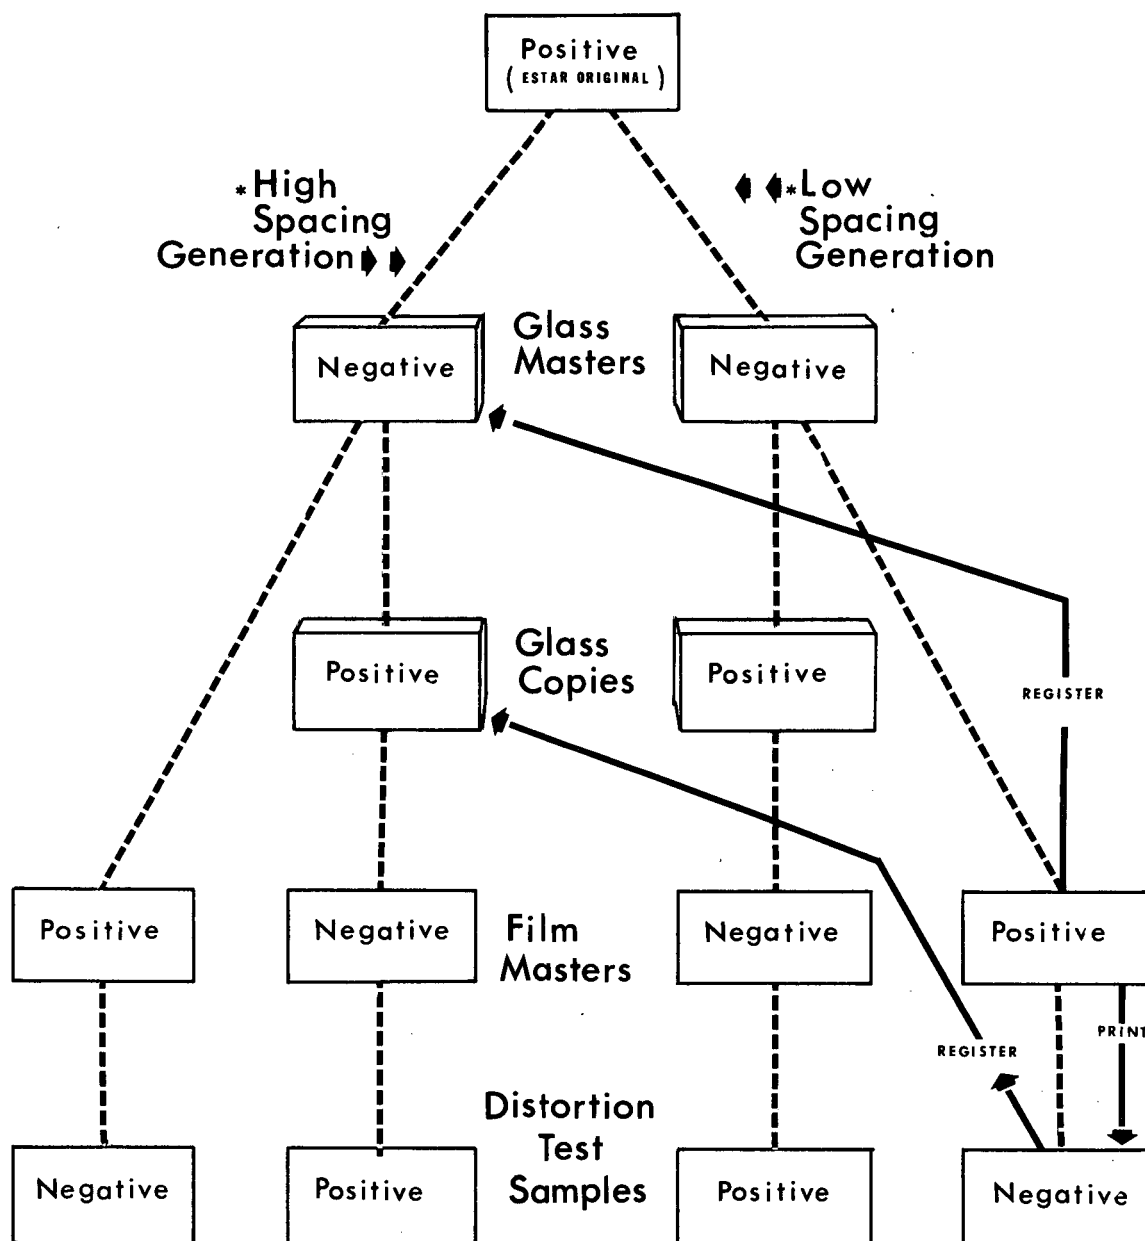 Positive
( ESTAR ORIGINAL )
*High
Spacing
Generation
*Low
Spacing
Generation
Negative
Glass
Masters
Negative
Positive
Glass
Copies
Positive
REGISTER
Positive
Negative
Film
Masters
Negative
Positive
REGISTER
PRINT
Negative
Positive
Distortion
Test
Samples
Positive
Negative